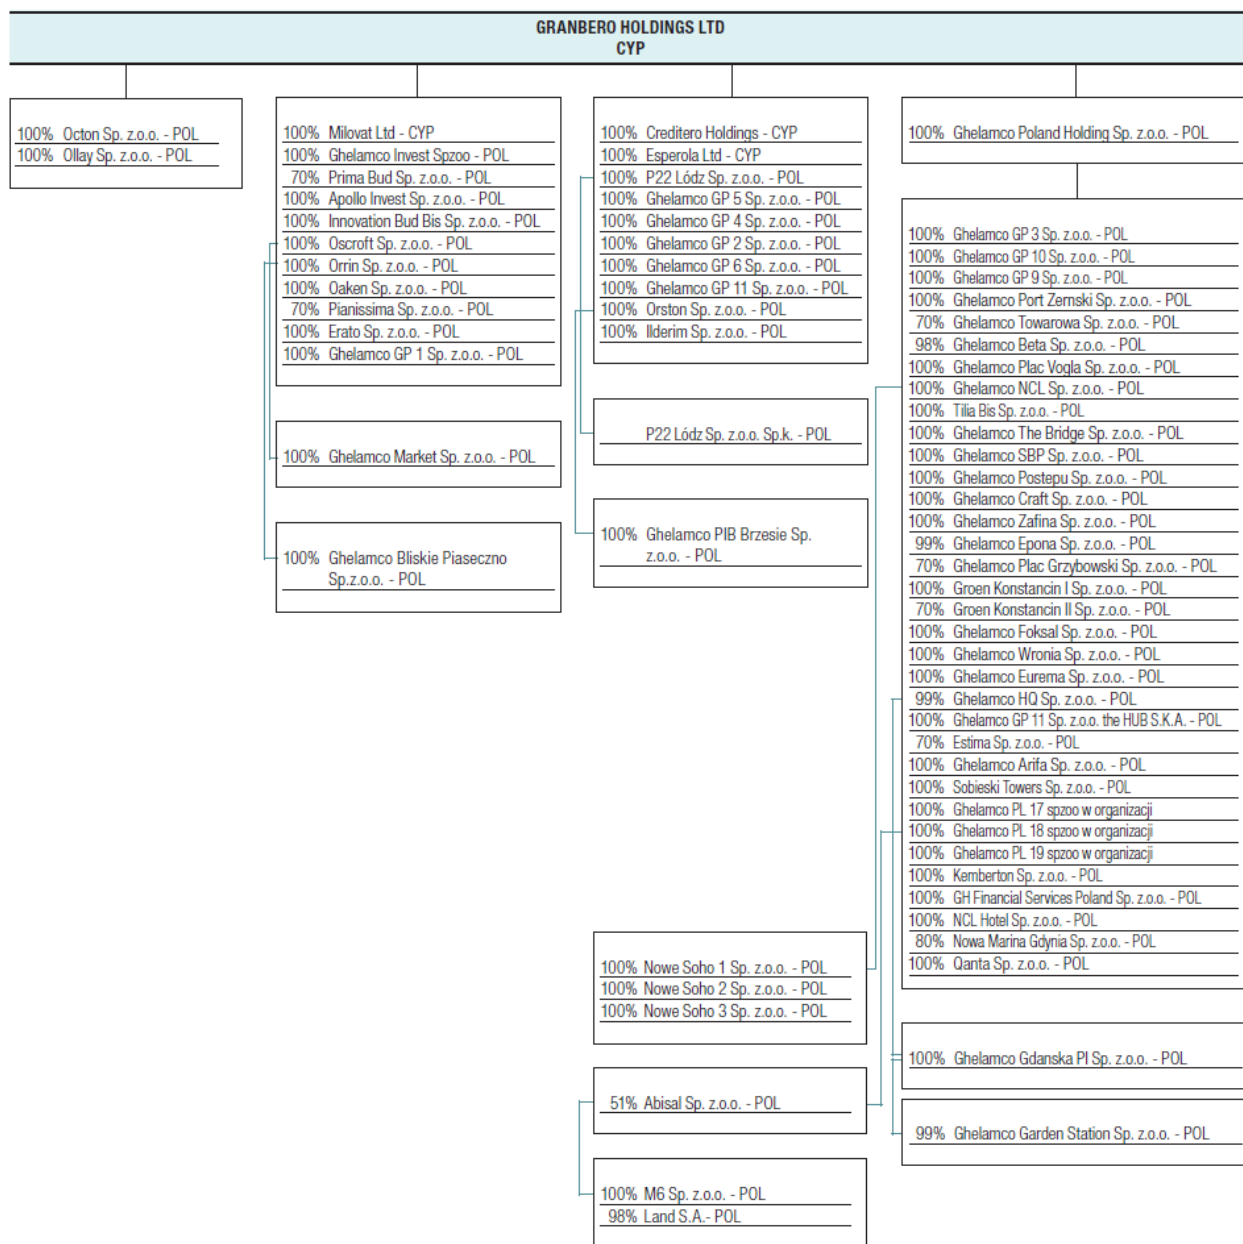 GRANBERO HOLDINGS LTD
CYP
100% Octon Sp. z.o.o. - POL
100% Ollay Sp. z.o.o. - POL
100% Milovat Ltd - CYP
100% Ghelamco Invest Spzoo - POL
70% Prima Bud Sp. z.o.o. - POL
100% Apollo Invest Sp. z.o.o. - POL
100% Innovation Bud Bis Sp. z.o.o. - POL
100% Oscroft Sp. z.o.o. - POL
100% Orrin Sp. z.o.o. - POL
100% Oaken Sp. z.o.o. - POL
70% Pianissima Sp. z.o.o. - POL
100% Erato Sp. z.o.o. - POL
100% Ghelamco GP 1 Sp. z.o.o. - POL
100% Ghelamco Market Sp. z.o.o. - POL
100% Ghelamco Bliskie Piaseczno
Sp.z.o.o. - POL
100% Creditero Holdings - CYP
100% Esperola Ltd - CYP
100% P22 Lódz Sp. z.o.o. - POL
100% Ghelamco GP 5 Sp. z.o.o. - POL
100% Ghelamco GP 4 Sp. z.o.o. - POL
100% Ghelamco GP 2 Sp. z.o.o. - POL
100% Ghelamco GP 6 Sp. z.o.o. - POL
100% Ghelamco GP 11 Sp. z.o.o. - POL
100% Orston Sp. z.o.o. - POL
100% Ilderim Sp. z.o.o. - POL
P22 Lódz Sp. z.o.o. Sp.k. - POL
100% Ghelamco PIB Brzesie Sp.
z.o.o. - POL
100% Nowe Soho 1 Sp. z.o.o. - POL
100% Nowe Soho 2 Sp. z.o.o. - POL
100% Nowe Soho 3 Sp. z.o.o. - POL
51% Abisal Sp. z.o.o. - POL
100% M6 Sp. z.o.o. - POL
98% Land S.A.- POL
100% Ghelamco Poland Holding Sp. z.o.o. - POL
100% Ghelamco GP 3 Sp. z.o.o. - POL
100% Ghelamco GP 10 Sp. z.o.o. - POL
100% Ghelamco GP 9 Sp. z.o.o. - POL
100% Ghelamco Port Zernski Sp. z.o.o. - POL
70% Ghelamco Towarowa Sp. z.o.o. - POL
98% Ghelamco Beta Sp. z.o.o. - POL
100% Ghelamco Plac Vogla Sp. z.o.o. - POL
100% Ghelamco NCL Sp. z.o.o. - POL
100% Tilia Bis Sp. z.o.o. - POL
100% Ghelamco The Bridge Sp. z.o.o. - POL
100% Ghelamco SBP Sp. z.o.o. - POL
100% Ghelamco Postepu Sp. z.o.o. - POL
100% Ghelamco Craft Sp. z.o.o. - POL
100% Ghelamco Zafina Sp. z.o.o. - POL
99% Ghelamco Epona Sp. z.o.o. - POL
70% Ghelamco Plac Grzybowski Sp. z.o.o. - POL
100% Groen Konstancin I Sp. z.o.o. - POL
70% Groen Konstancin II Sp. z.o.o. - POL
100% Ghelamco Foksal Sp. z.o.o. - POL
100% Ghelamco Wronia Sp. z.o.o. - POL
100% Ghelamco Eurema Sp. z.o.o. - POL
99% Ghelamco HQ Sp. z.o.o. - POL
100% Ghelamco GP 11 Sp. z.o.o. the HUB S.K.A. - POL
70% Estima Sp. z.o.o. - POL
100% Ghelamco Arifa Sp. z.o.o. - POL
100% Sobieski Towers Sp. z.o.o. - POL
100% Ghelamco PL 17 spzoo w organizacji
100% Ghelamco PL 18 spzoo w organizacji
100% Ghelamco PL 19 spzoo w organizacji
100% Kemberton Sp. z.o.o. - POL
100% GH Financial Services Poland Sp. z.o.o. - POL
100% NCL Hotel Sp. z.o.o. - POL
80% Nowa Marina Gdynia Sp. z.o.o. - POL
100% Qanta Sp. z.o.o. - POL
100% Ghelamco Gdanska PI Sp. z.o.o. - POL
99% Ghelamco Garden Station Sp. z.o.o. - POL